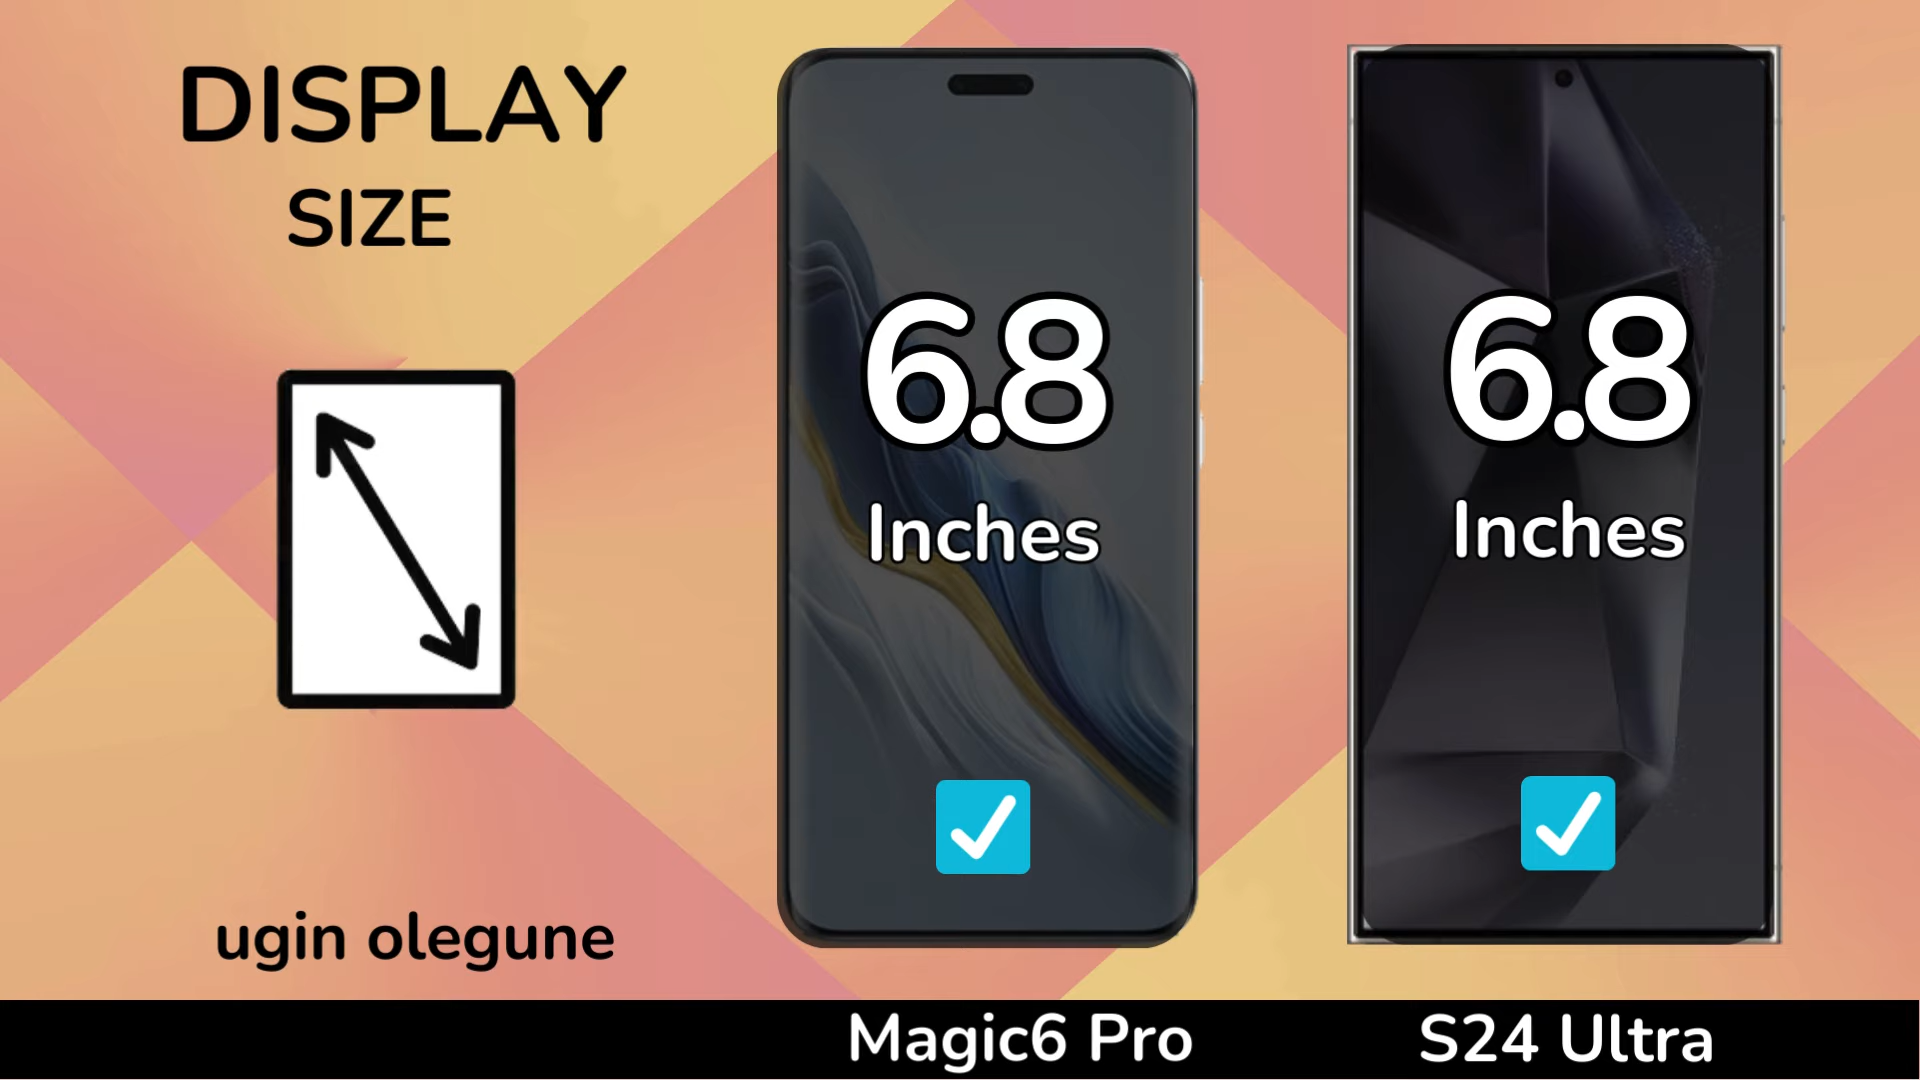 DISPLAY
SIZE
6.8
Inches
6.8
Inches
ugin olegune
Magic6 Pro
S24 Ultra